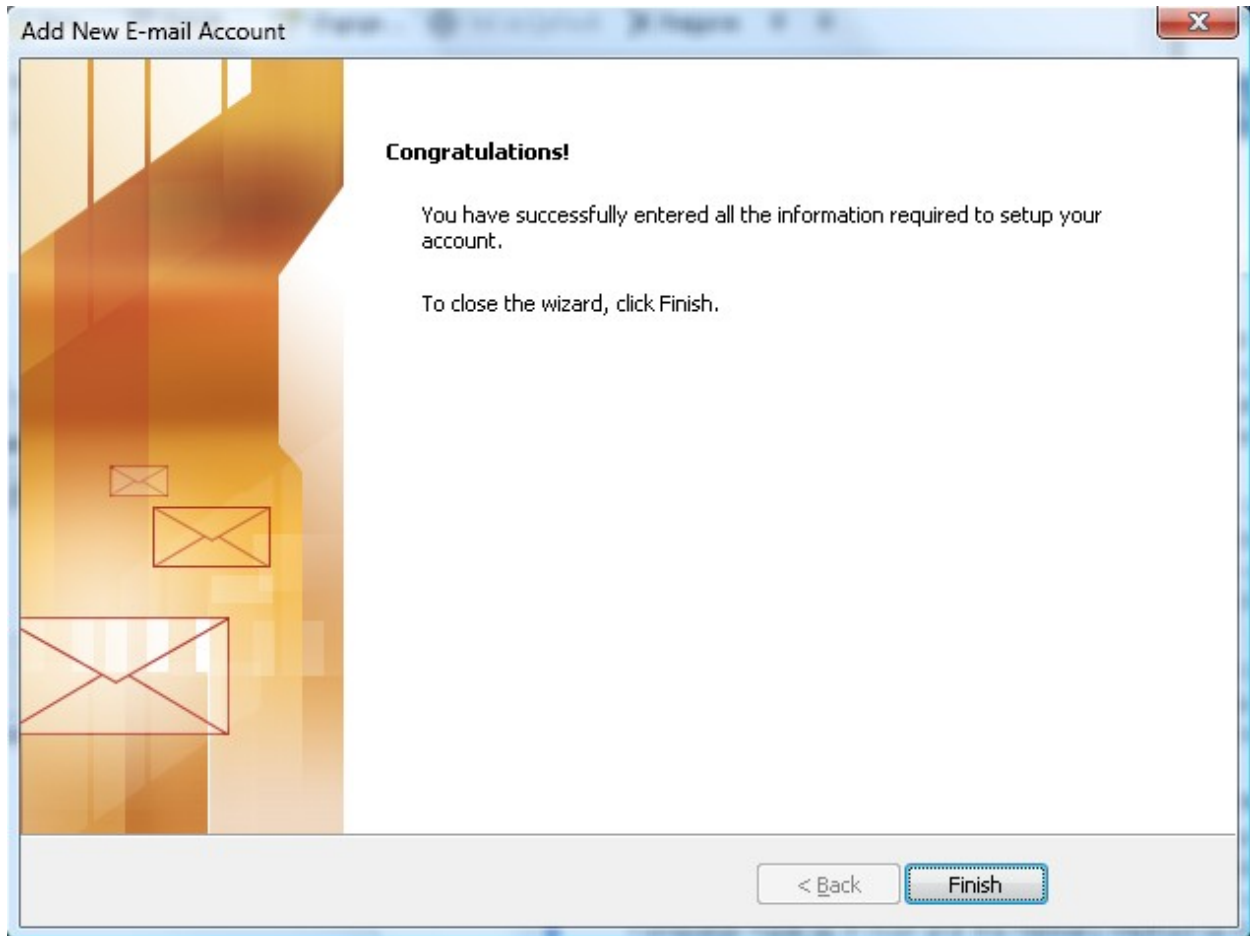 Add New E-mail Account
Congratulations!
You have successfully entered all the information required to setup your
account.
To close the wizard, click Finish.
< Back
Finish